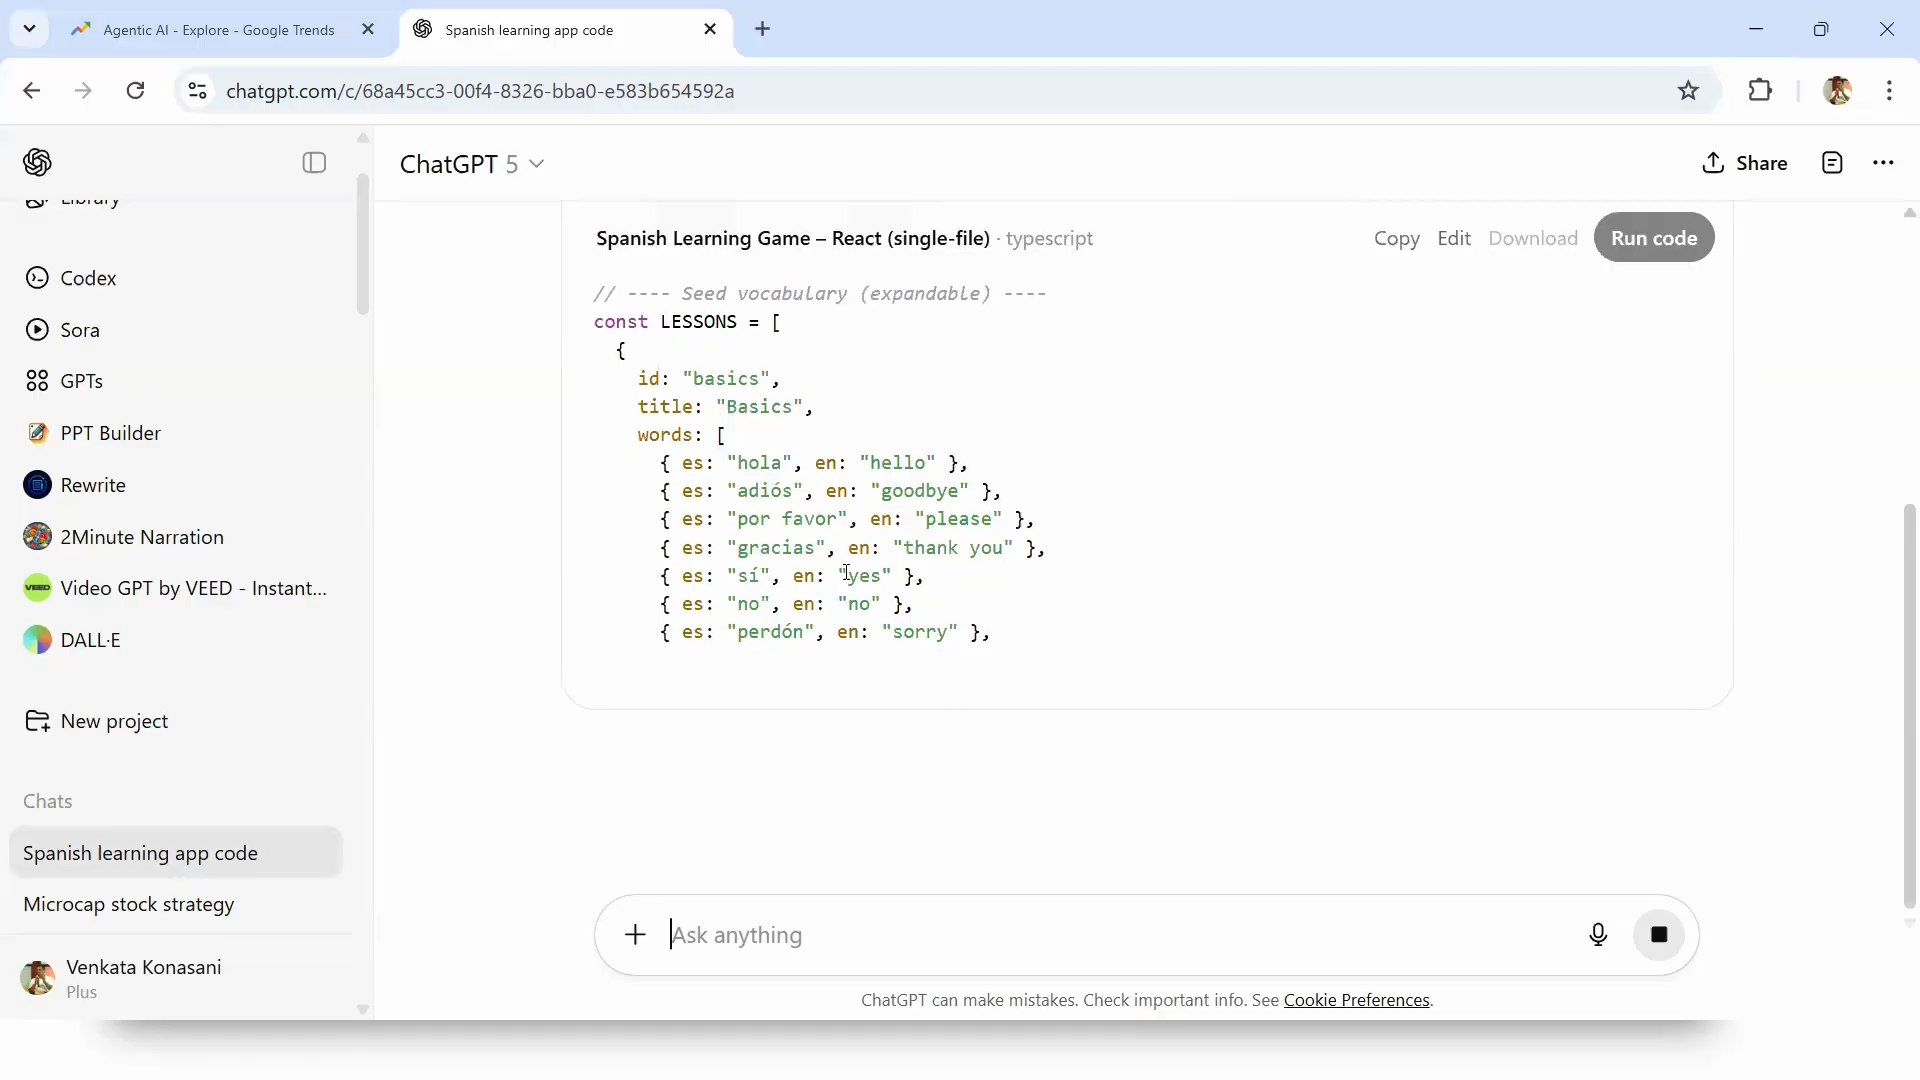 Agentic AI - Explore - Google Trends
Spanish learning app code
chatgpt.com/c/68a45cc3-00f4-8326-bba0-e583b654592a
ChatGPT 5
Share
Library
Codex
Sora
GPTs
PPT Builder
Rewrite
2Minute Narration
VEED
Video GPT by VEED - Instant...
DALL·E
New project
Chats
Spanish learning app code
Microcap stock strategy
Venkata Konasani
Plus
Spanish Learning Game – React (single-file) · typescript
Copy Edit Download Run code
// ---- Seed vocabulary (expandable) ----
const LESSONS = [
{
id: "basics",
title: "Basics",
words: [
{ es: "hola", en: "hello" },
{ es: "adiós", en: "goodbye" },
{ es: "por favor", en: "please" },
{ es: "gracias", en: "thank you" },
{ es: "sí", en: "yes" },
{ es: "no", en: "no" },
{ es: "perdón", en: "sorry" },
Ask anything
ChatGPT can make mistakes. Check important info. See Cookie Preferences.